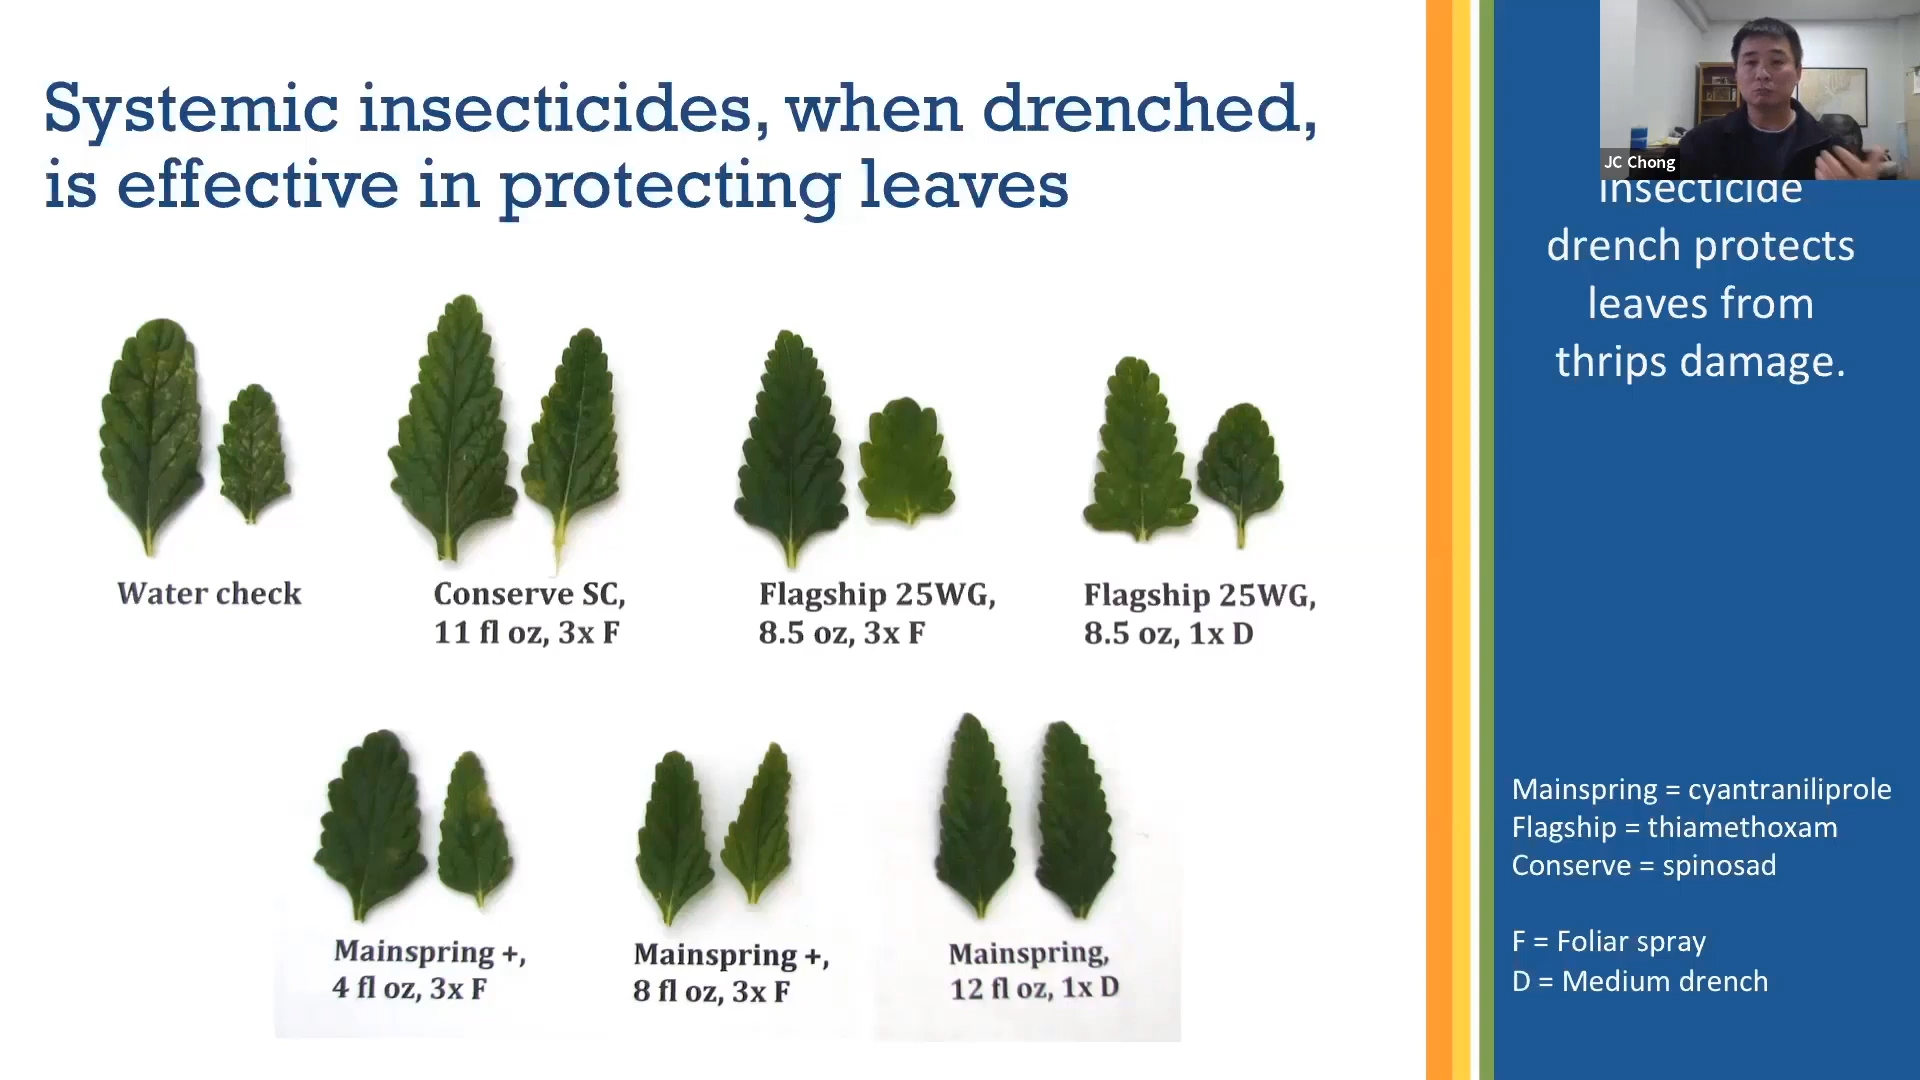 Systemic insecticides, when drenched,
is effective in protecting leaves
Water check
Conserve SC,
11 fl oz, 3x F
Flagship 25WG,
8.5 oz, 3x F
Flagship 25WG,
8.5 oz, 1x D
Mainspring +,
4 fl oz, 3x F
Mainspring +,
8 fl oz, 3x F
Mainspring,
12 fl oz, 1x D
JC Chong
insecticide
drench protects
leaves from
thrips damage.
Mainspring = cyantraniliprole
Flagship = thiamethoxam
Conserve = spinosad
F = Foliar spray
D = Medium drench